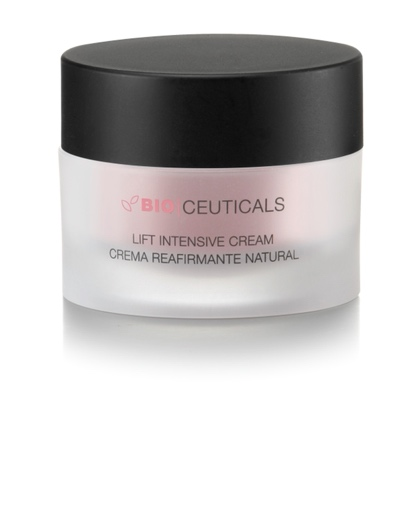 BIO CEUTICALS
LIFT INTENSIVE CREAM
CREMA REAFIRMANTE NATURAL